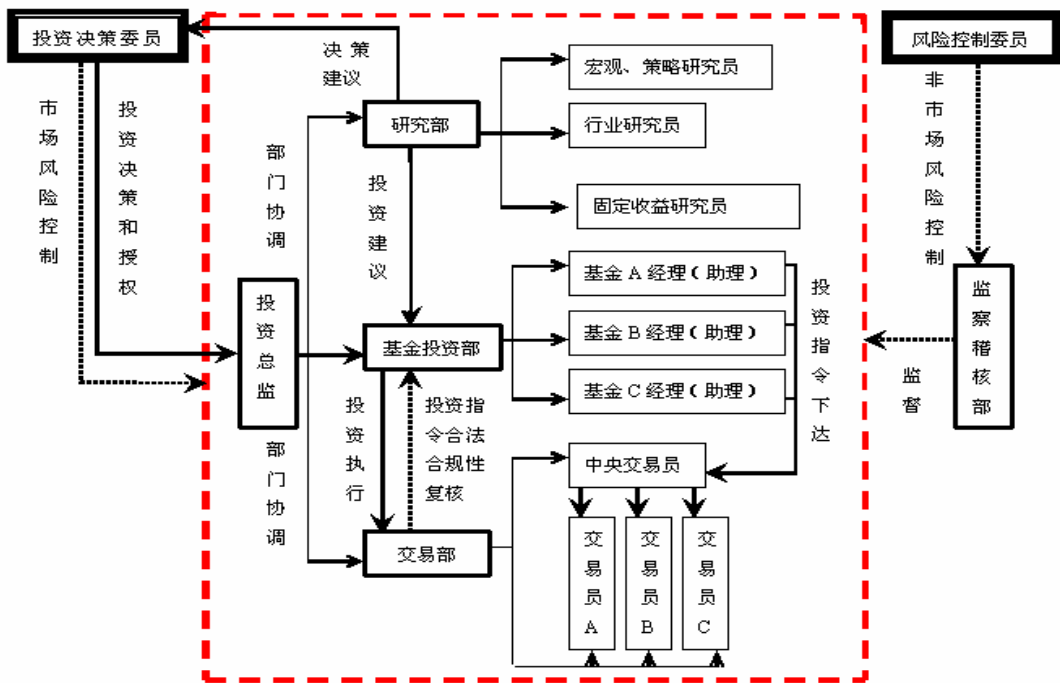 投资决策委员
风险控制委员
决策
建议
宏观、策略研究员
研究部
行业研究员
固定收益研究员
市场风险控制
投资决策和授权
部门协调
投资建议
非市场风险控制
投资总监
基金投资部
基金A经理（助理）
基金B经理（助理）
基金C经理（助理）
投资指令下达
监督
监察稽核部
部门协调
投资执行
投资指
令合法
合规性
复核
中央交易员
交易部
交易员A
交易员B
交易员C